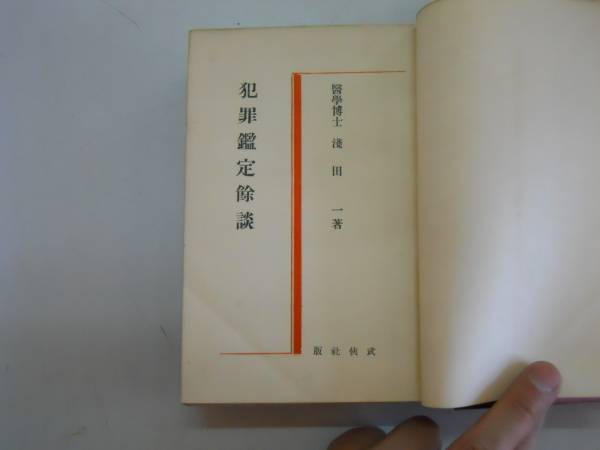 醫學博士 淺田 一著
犯罪鑑定餘談
武俠社版